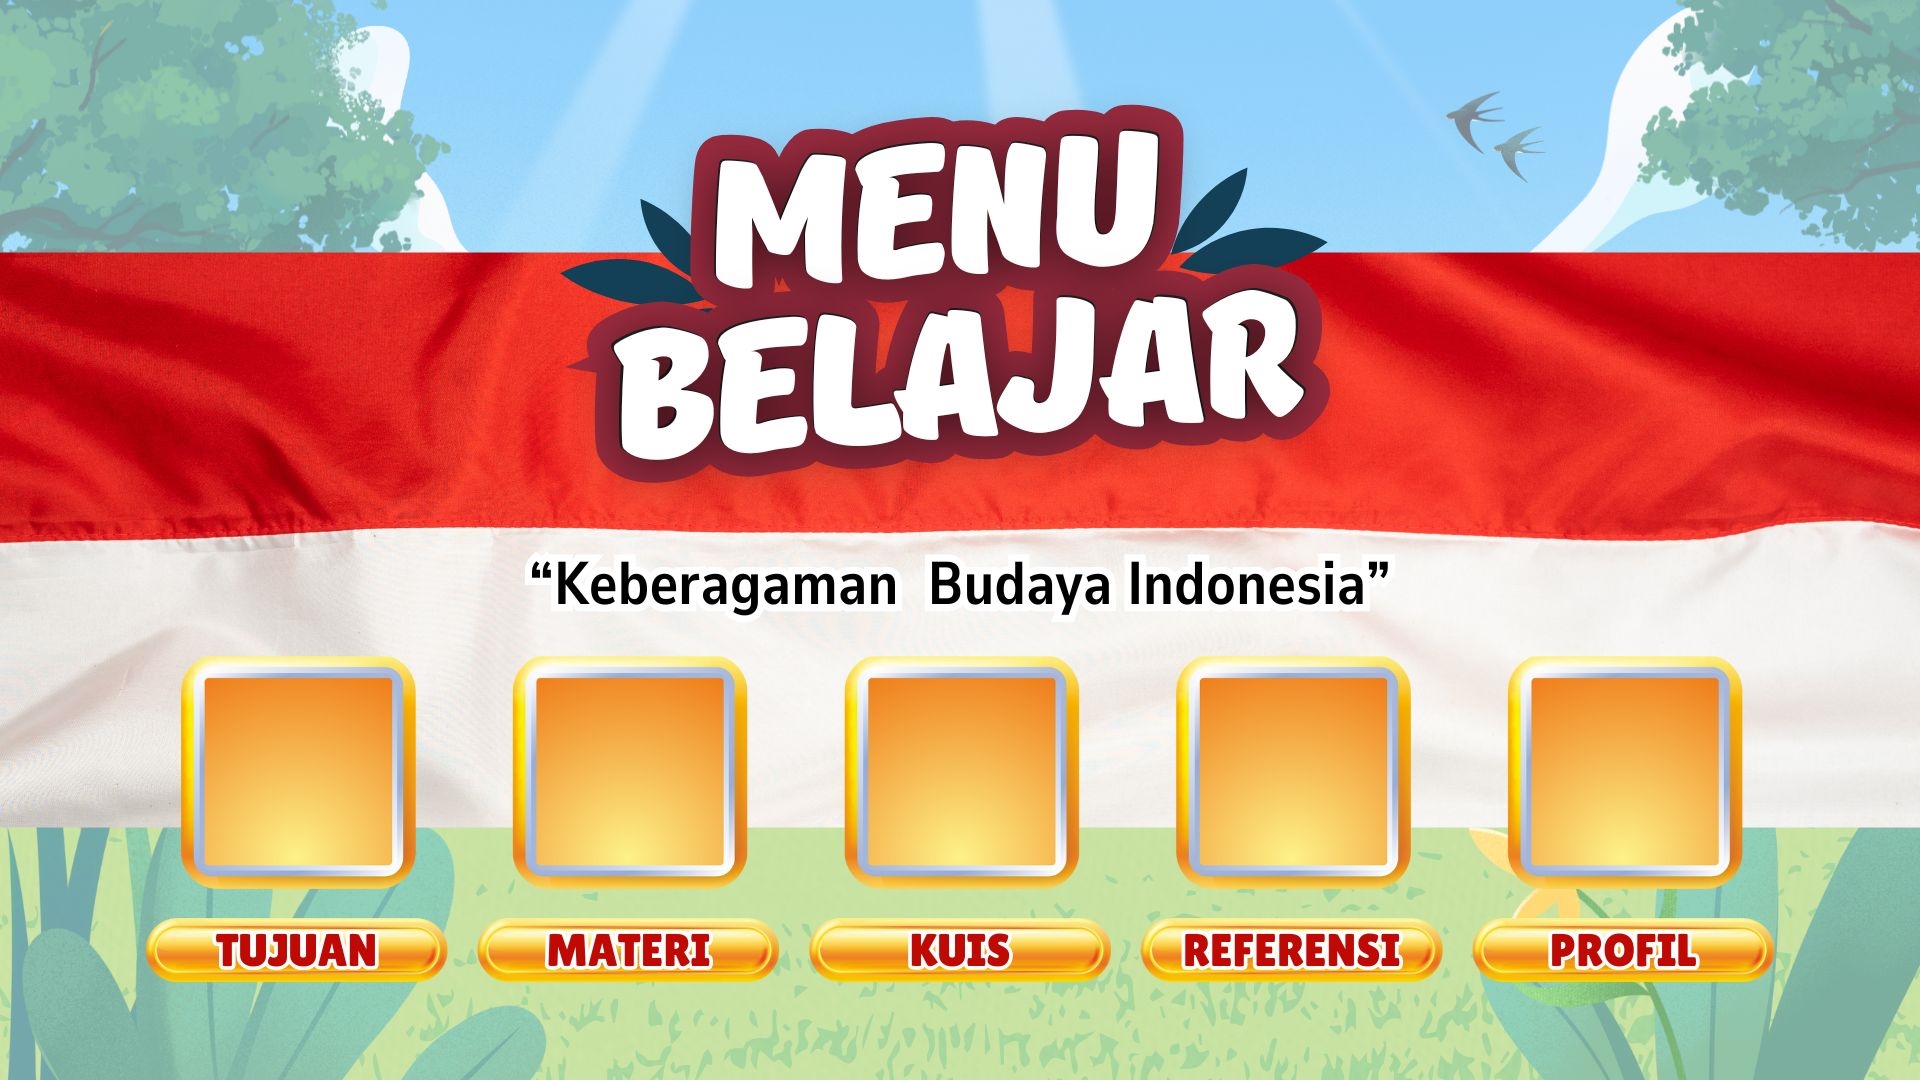 MENU
BELAJAR
“Keberagaman Budaya Indonesia”
TUJUAN
MATERI
KUIS
REFERENSI
PROFIL